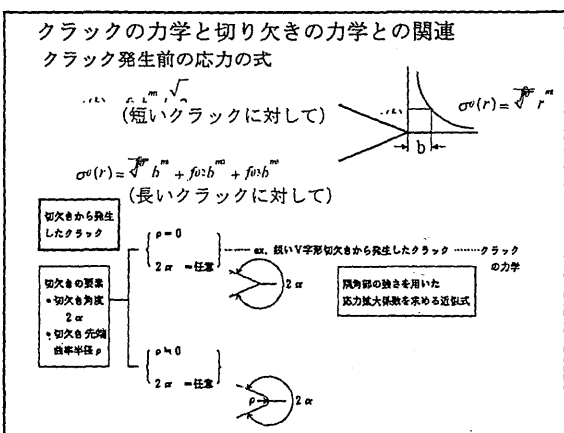 クラックの力学と切り欠きの力学との関連
クラック発生前の応力の式
(短いクラックに対して)
b
(長いクラックに対して)
切欠きから発生
したクラック
ρ=0
2α =任意
ex. 鋭いV字形切欠きから発生したクラック
クラック
の力学
2α
隅角部の強さを用いた
応力拡大係数を求める近似式
切欠きの要素
• 切欠き角度
2α
• 切欠き先端
曲率半径ρ
ρ≒0
2α =任意
ρ
2α